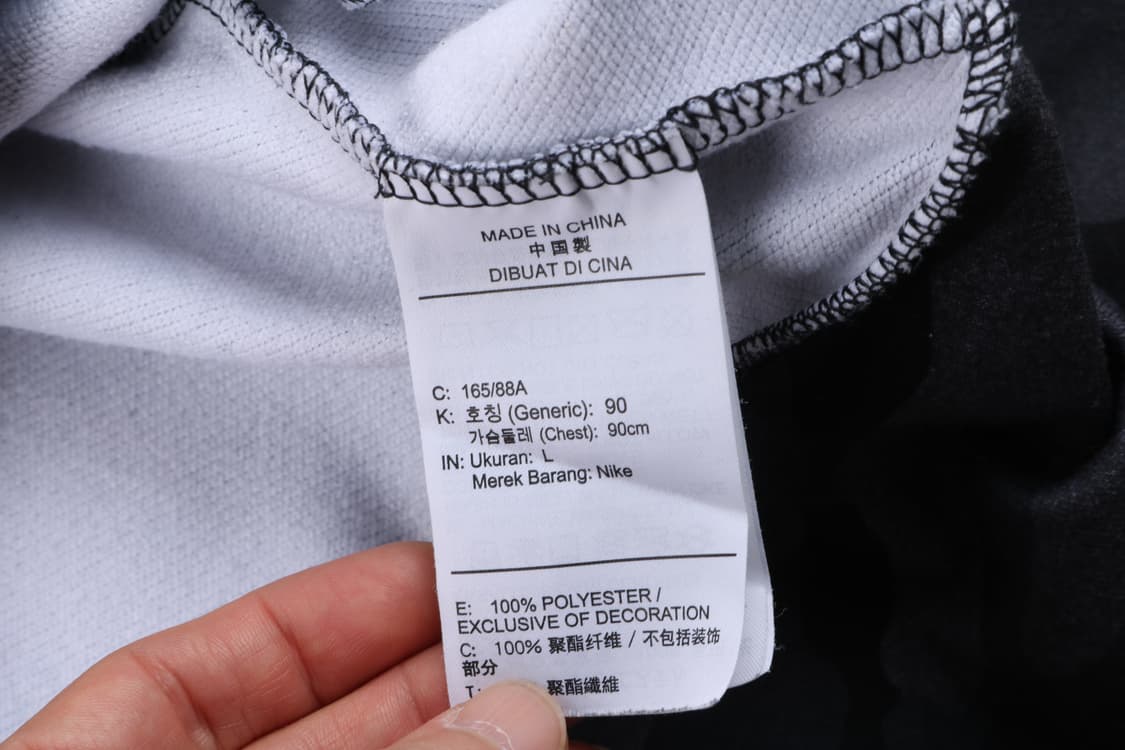 MADE IN CHINA
中国製
DIBUAT DI CINA
C: 165/88A
K: 호칭 (Generic): 90
가슴둘레 (Chest): 90cm
IN: Ukuran: L
Merek Barang: Nike
E: 100% POLYESTER /
EXCLUSIVE OF DECORATION
C: 100% 聚酯纤维 / 不包括装饰
部分
T: 聚酯纖維